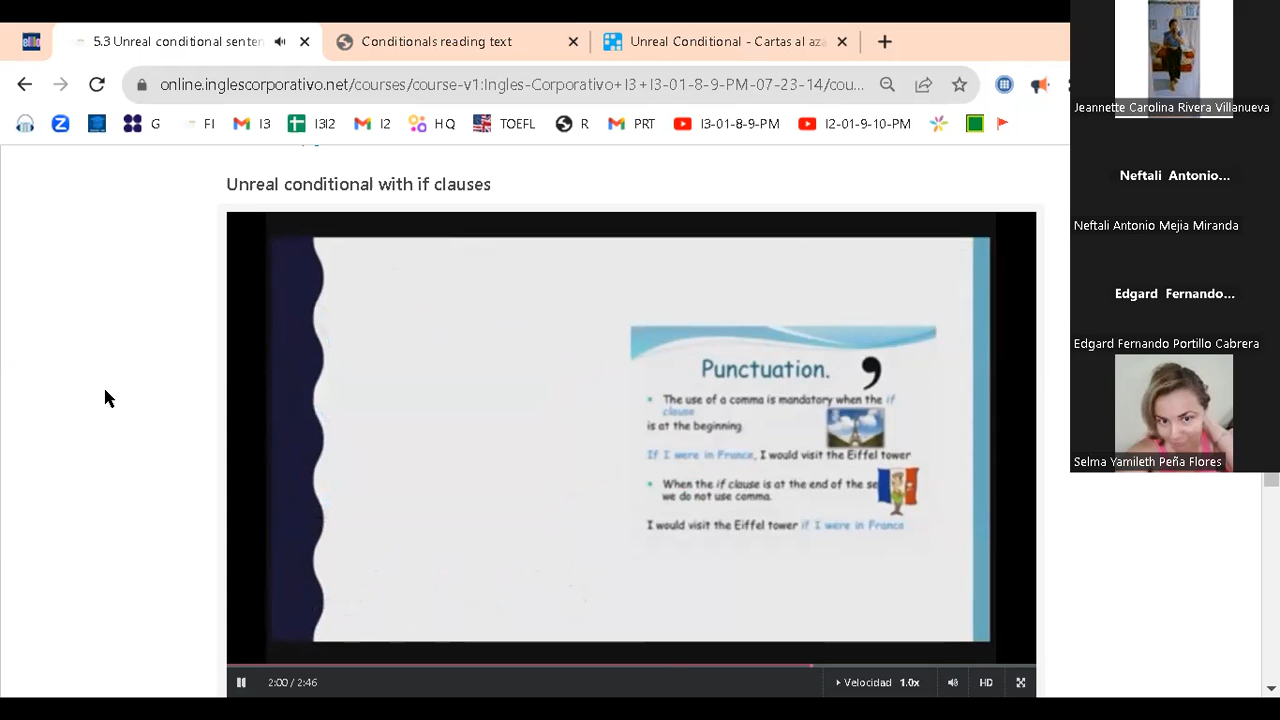 5.3 Unreal conditional senten
Conditionals reading text
Unreal Conditional - Cartas al aza
online.inglescorporativo.net/courses/course-v1:Ingles-Corporativo+I3+I3-01-8-9-PM-07-23-14/cou...
G
FI
I3
I3I2
I2
HQ
TOEFL
R
PRT
I3-01-8-9-PM
I2-01-9-10-PM
Unreal conditional with if clauses
Punctuation. ,
The use of a comma is mandatory when the if
clause
is at the beginning
If I were in France, I would visit the Eiffel tower
When the if clause is at the end of the se
we do not use comma.
I would visit the Eiffel tower if I were in France
2:00 / 2:46
Velocidad 1.0x
HD
Jeannette Carolina Rivera Villanueva
Neftali Antonio...
Neftali Antonio Mejia Miranda
Edgard Fernando...
Edgard Fernando Portillo Cabrera
Selma Yamileth Peña Flores